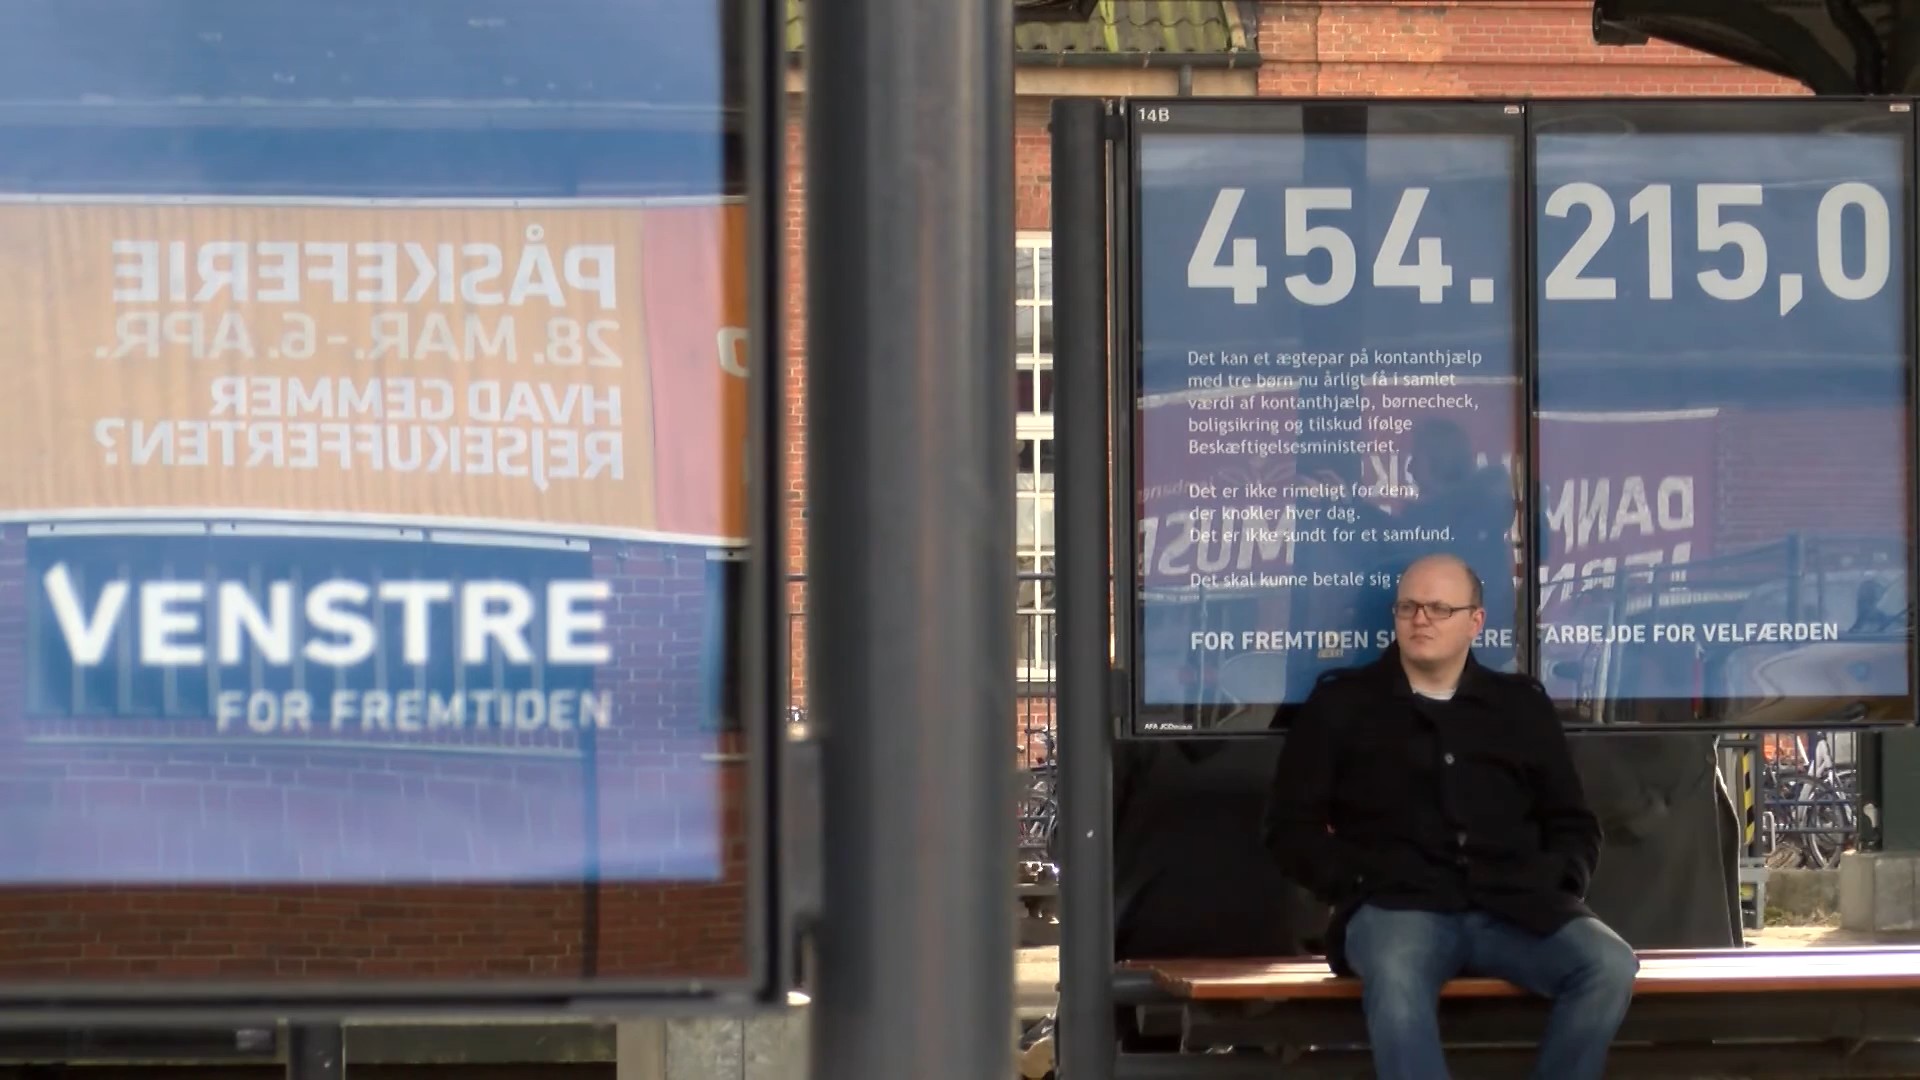 PÅSKEFERIE
28. MAR. - 6. APR.
HVAD GEMMER
REJSEKUFFERTEN?
VENSTRE
FOR FREMTIDEN
14B
454.215,0
Det kan et ægtepar på kontanthjælp
med tre børn nu årligt få i samlet
værdi af kontanthjælp, børnecheck,
boligsikring og tilskud ifølge
Beskæftigelsesministeriet.
Det er ikke rimeligt for dem,
der knokler hver dag.
Det er ikke sundt for et samfund.
Det skal kunne betale sig
FOR FREMTIDEN ARBEJDE FOR VELFÆRDEN